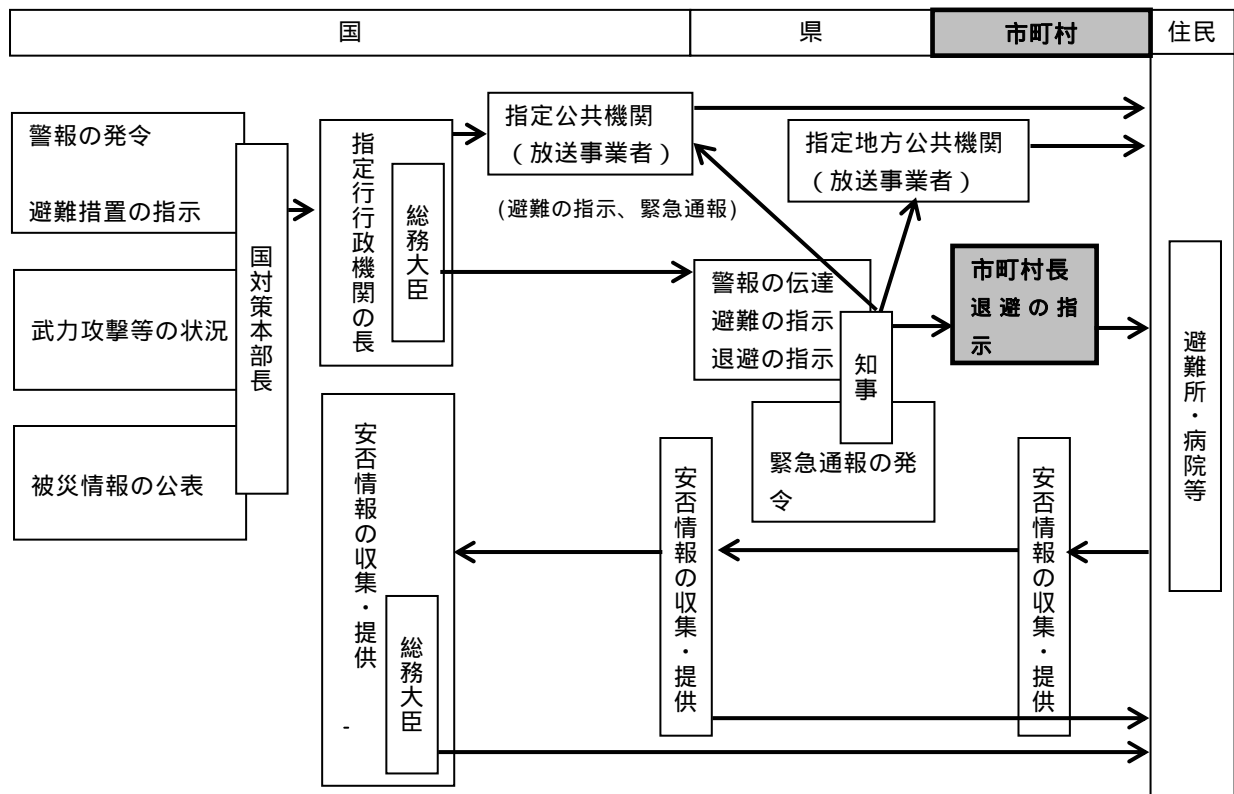 国
県
市町村
住民
警報の発令
避難措置の指示
武力攻撃等の状況
被災情報の公表
国対策本部長
指定行行政機関の長
総務大臣
指定公共機関
(放送事業者)
(避難の指示、緊急通報)
指定地方公共機関
(放送事業者)
警報の伝達
避難の指示
退避の指示
知事
緊急通報の発
令
市町村長
退避の指
示
避難所・病院等
安否情報の収集・提供
総務大臣
-
安否情報の収集・提供
安否情報の収集・提供